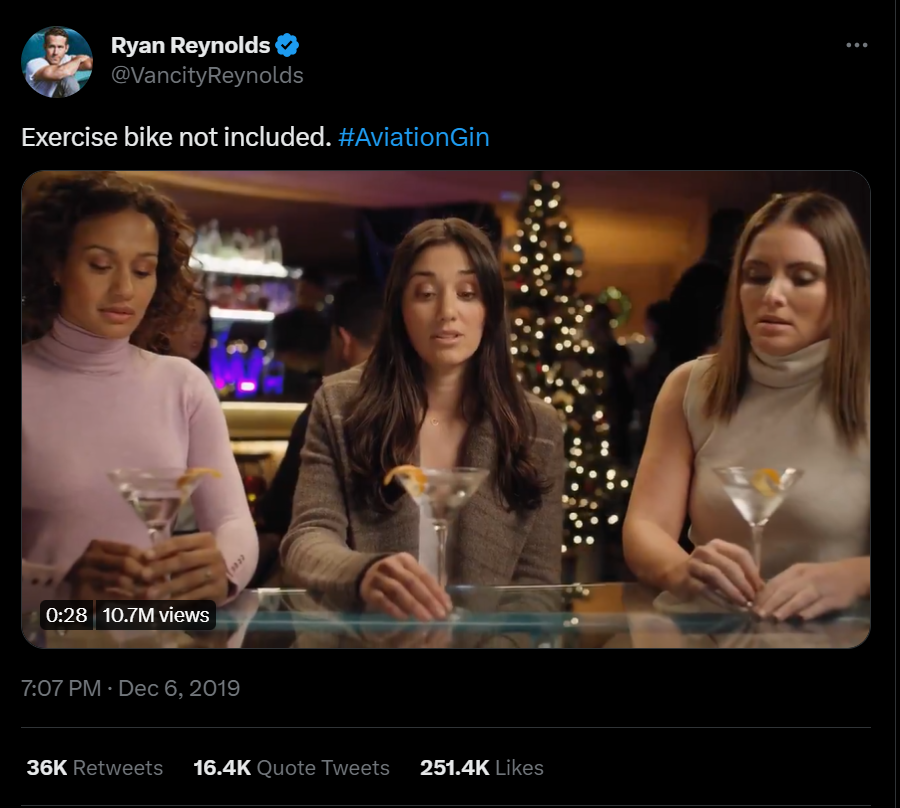 Ryan Reynolds
@VancityReynolds
Exercise bike not included. #AviationGin
0:28 10.7M views
7:07 PM · Dec 6, 2019
36K Retweets 16.4K Quote Tweets 251.4K Likes